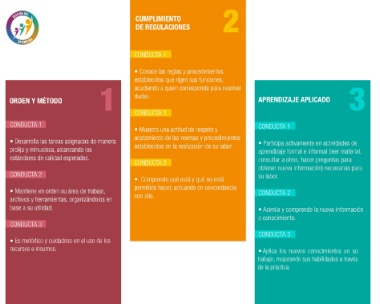 CUMPLIMIENTO
DE REGULACIONES
2
CONDUCTA 1
• Conoce las reglas y procedimientos
establecidos que rigen sus funciones,
acudiendo a quien corresponda para resolver
dudas.
CONDUCTA 2
• Muestra una actitud de respeto y
acatamiento de las normas y procedimientos
establecidos en la realización de su labor.
CONDUCTA 3
• Comprende qué está y qué no está
permitido hacer, actuando en concordancia
con ello.
ORDEN Y MÉTODO
1
CONDUCTA 1
• Desarrolla las tareas asignadas de manera
prolija y minuciosa, alcanzando los
estándares de calidad esperados.
CONDUCTA 2
• Mantiene en orden su área de trabajo,
archivos y herramientas, organizándolos en
base a su utilidad.
CONDUCTA 3
• Es metódico y cuidadoso en el uso de los
recursos e insumos.
APRENDIZAJE APLICADO
3
CONDUCTA 1
• Participa activamente en actividades de
aprendizaje formal e informal (leer material,
consultar a otros, hacer preguntas para
obtener nueva información) necesarias para
su labor.
CONDUCTA 2
• Asimila y comprende la nueva información
o conocimiento.
CONDUCTA 3
• Aplica los nuevos conocimientos en su
trabajo, mejorando sus habilidades a través
de la práctica.